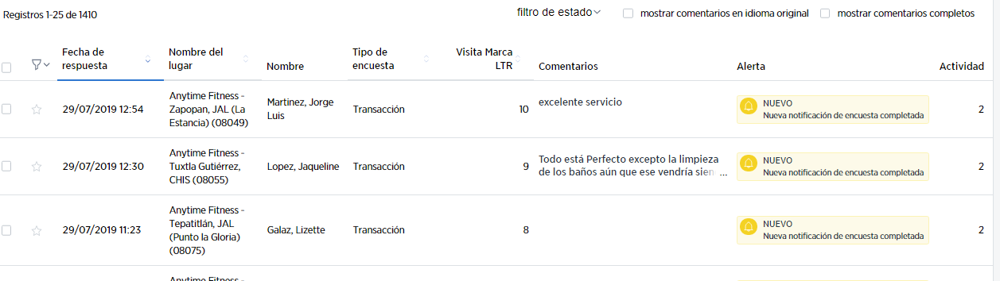 Registros 1-25 de 1410
filtro de estado
mostrar comentarios en idioma original
mostrar comentarios completos
Fecha de
respuesta
Nombre del
lugar
Nombre
Tipo de
encuesta
Visita Marca
LTR
Comentarios
Alerta
Actividad
29/07/2019 12:54
Anytime Fitness -
Zapopan, JAL (La
Estancia) (08049)
Martinez, Jorge
Luis
Transacción
10
excelente servicio
NUEVO
Nueva notificación de encuesta completada
2
29/07/2019 12:30
Anytime Fitness -
Tuxtla Gutiérrez,
CHIS (08055)
Lopez, Jaqueline
Transacción
9
Todo está Perfecto excepto la limpieza
de los baños aún que ese vendría sien ...
NUEVO
Nueva notificación de encuesta completada
2
29/07/2019 11:23
Anytime Fitness -
Tepatitlán, JAL
(Punto la Gloria)
(08075)
Galaz, Lizette
Transacción
8
NUEVO
Nueva notificación de encuesta completada
2
Anytime Fitness -